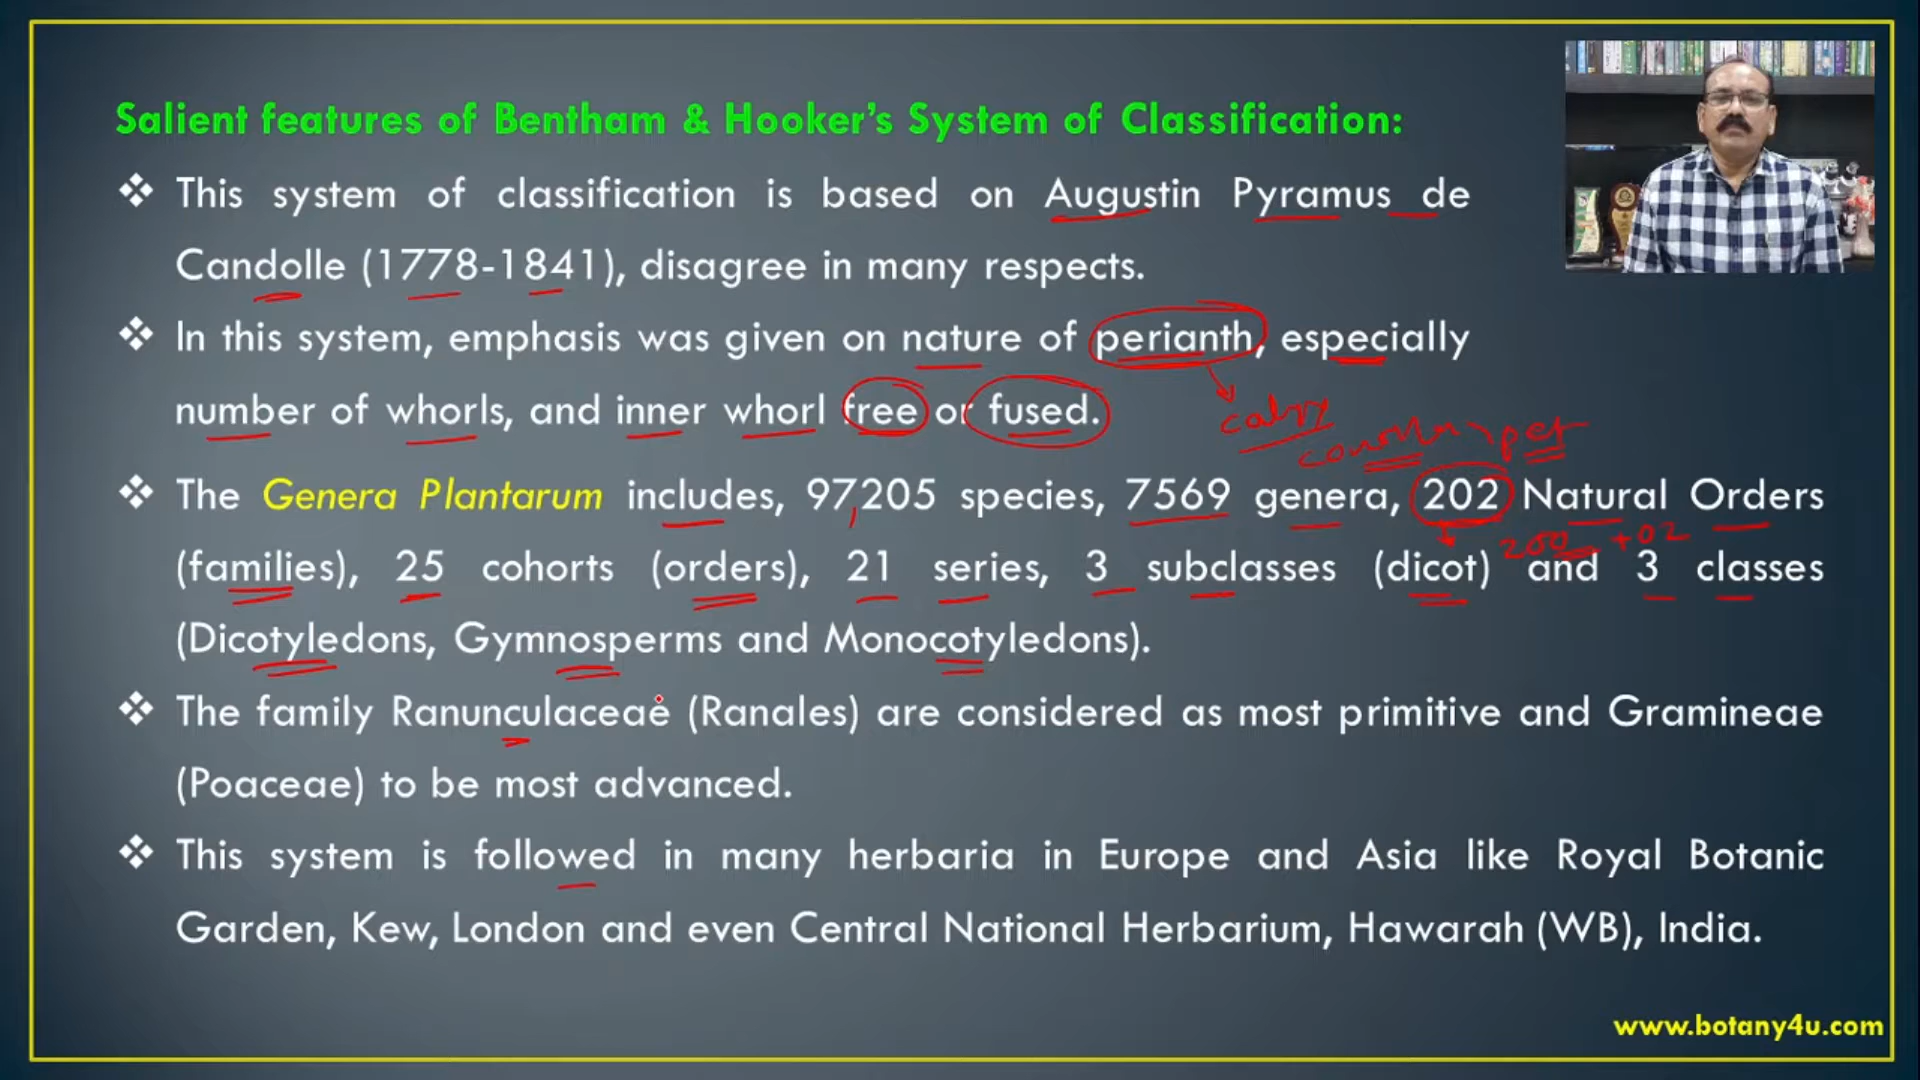 Salient features of Bentham & Hooker's System of Classification:
❖ This system of classification is based on Augustin Pyramus de
Candolle (1778-1841), disagree in many respects.
❖ In this system, emphasis was given on nature of perianth, especially
number of whorls, and inner whorl free or fused.
❖ The Genera Plantarum includes, 97,205 species, 7569 genera, 202 Natural Orders
200 + 02
(families), 25 cohorts (orders), 21 series, 3 subclasses (dicot) and 3 classes
(Dicotyledons, Gymnosperms and Monocotyledons).
❖ The family Ranunculaceae (Ranales) are considered as most primitive and Gramineae
(Poaceae) to be most advanced.
❖ This system is followed in many herbaria in Europe and Asia like Royal Botanic
Garden, Kew, London and even Central National Herbarium, Hawarah (WB), India.
www.botany4u.com